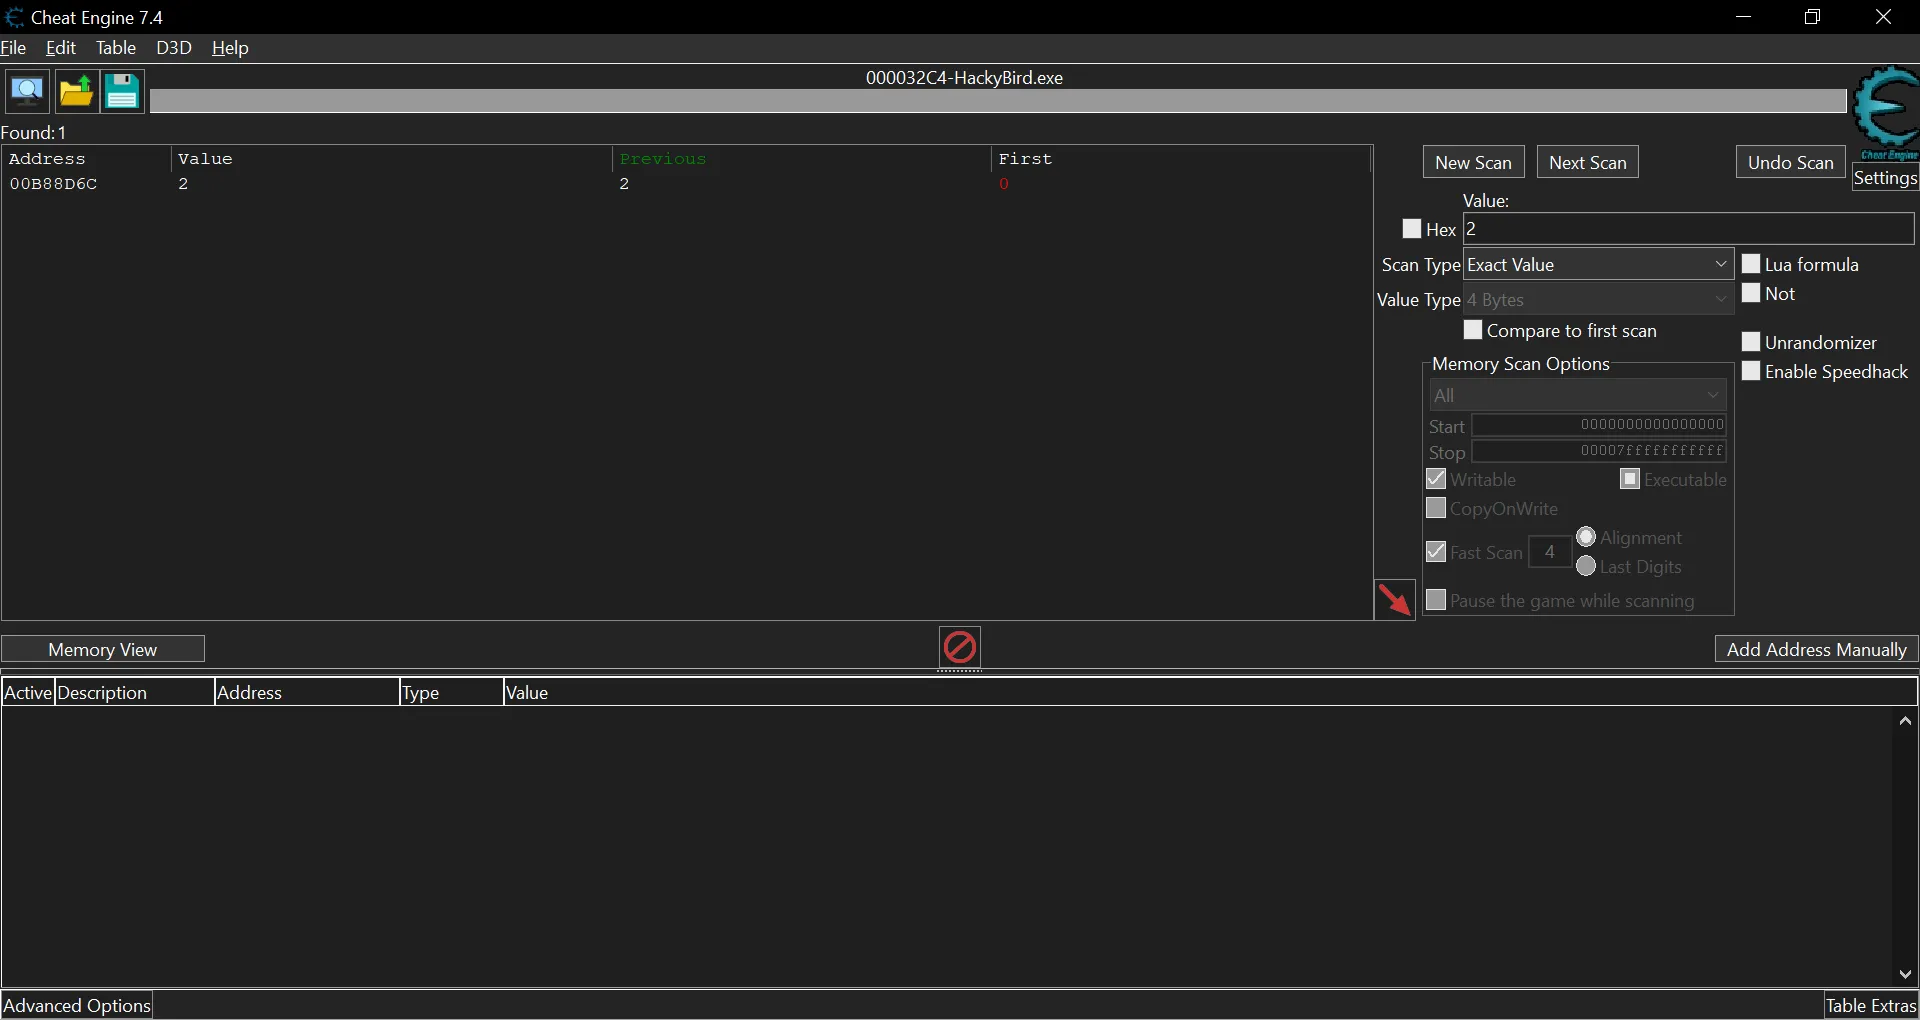 Cheat Engine 7.4
File Edit Table D3D Help
000032C4-HackyBird.exe
Cheat Engine
Found: 1
Settings
Address Value Previous First
00B88D6C 2 2 0
New Scan Next Scan Undo Scan
Value:
Hex 2
Scan Type Exact Value
Lua formula
Value Type 4 Bytes
Not
Compare to first scan
Unrandomizer
Memory Scan Options
Enable Speedhack
All
Start 0000000000000000
Stop 00007fffffffffff
Writable Executable
CopyOnWrite
Alignment
Fast Scan 4
Last Digits
Pause the game while scanning
Memory View
Add Address Manually
Active Description Address Type Value
Advanced Options
Table Extras